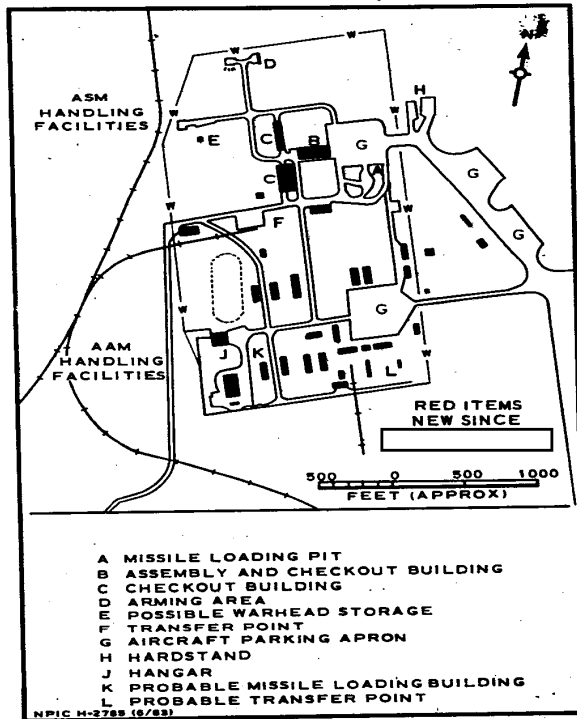 W
W
N
D
ASM
HANDLING
FACILITIES
H
W
W
E
C
B
G
C
A
G
W
F
W
G
G
W
AAM
HANDLING
FACILITIES
J
K
L
W
RED ITEMS
NEW SINCE
500 0 500 1000
FEET (APPROX)
A MISSILE LOADING PIT
B ASSEMBLY AND CHECKOUT BUILDING
C CHECKOUT BUILDING
D ARMING AREA
E POSSIBLE WARHEAD STORAGE
F TRANSFER POINT
G AIRCRAFT PARKING APRON
H HARDSTAND
J HANGAR
K PROBABLE MISSILE LOADING BUILDING
L PROBABLE TRANSFER POINT
NPIC H-2785 (6/63)